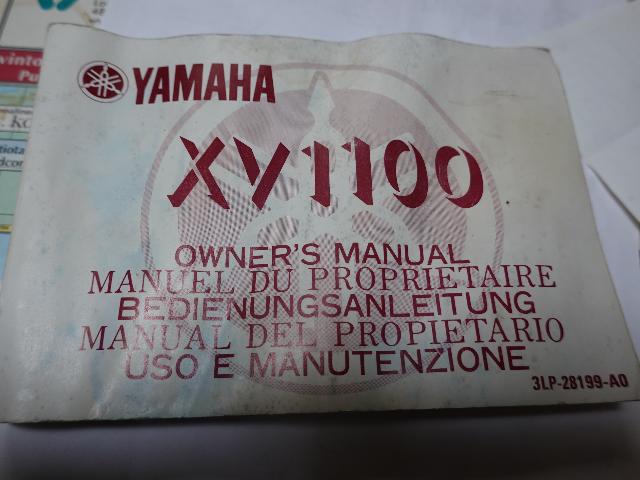 YAMAHA
XV1100
OWNER'S MANUAL
MANUEL DU PROPRIETAIRE
BEDIENUNGSANLEITUNG
MANUAL DEL PROPIETARIO
USO E MANUTENZIONE
3LP-28199-A0